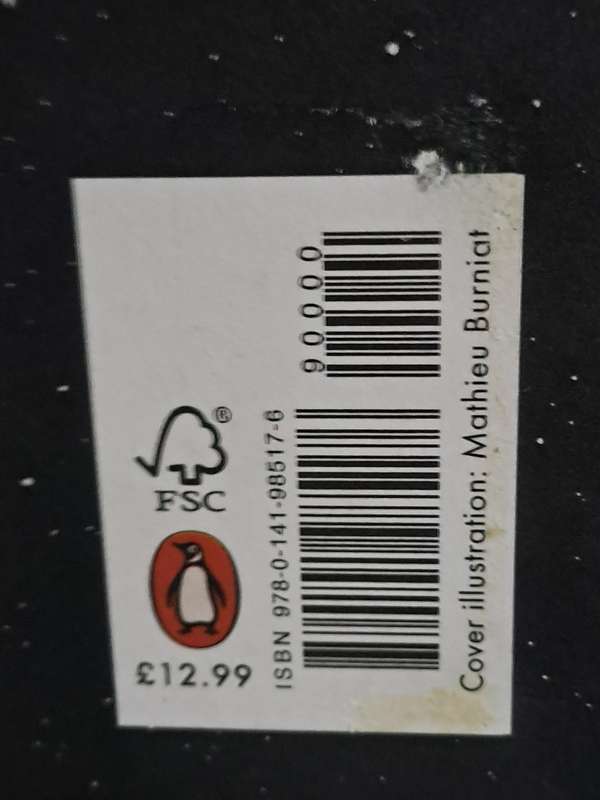 FSC®
£12.99
ISBN 978-0-141-98517-6
90000
Cover illustration: Mathieu Burniat